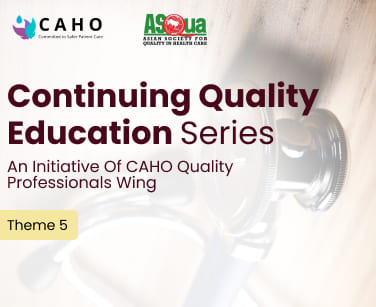 CAHO
Committed to Safer Patient Care
ASQua
ASIAN SOCIETY FOR
QUALITY IN HEALTH CARE
Continuing Quality
Education Series
An Initiative Of CAHO Quality
Professionals Wing
Theme 5